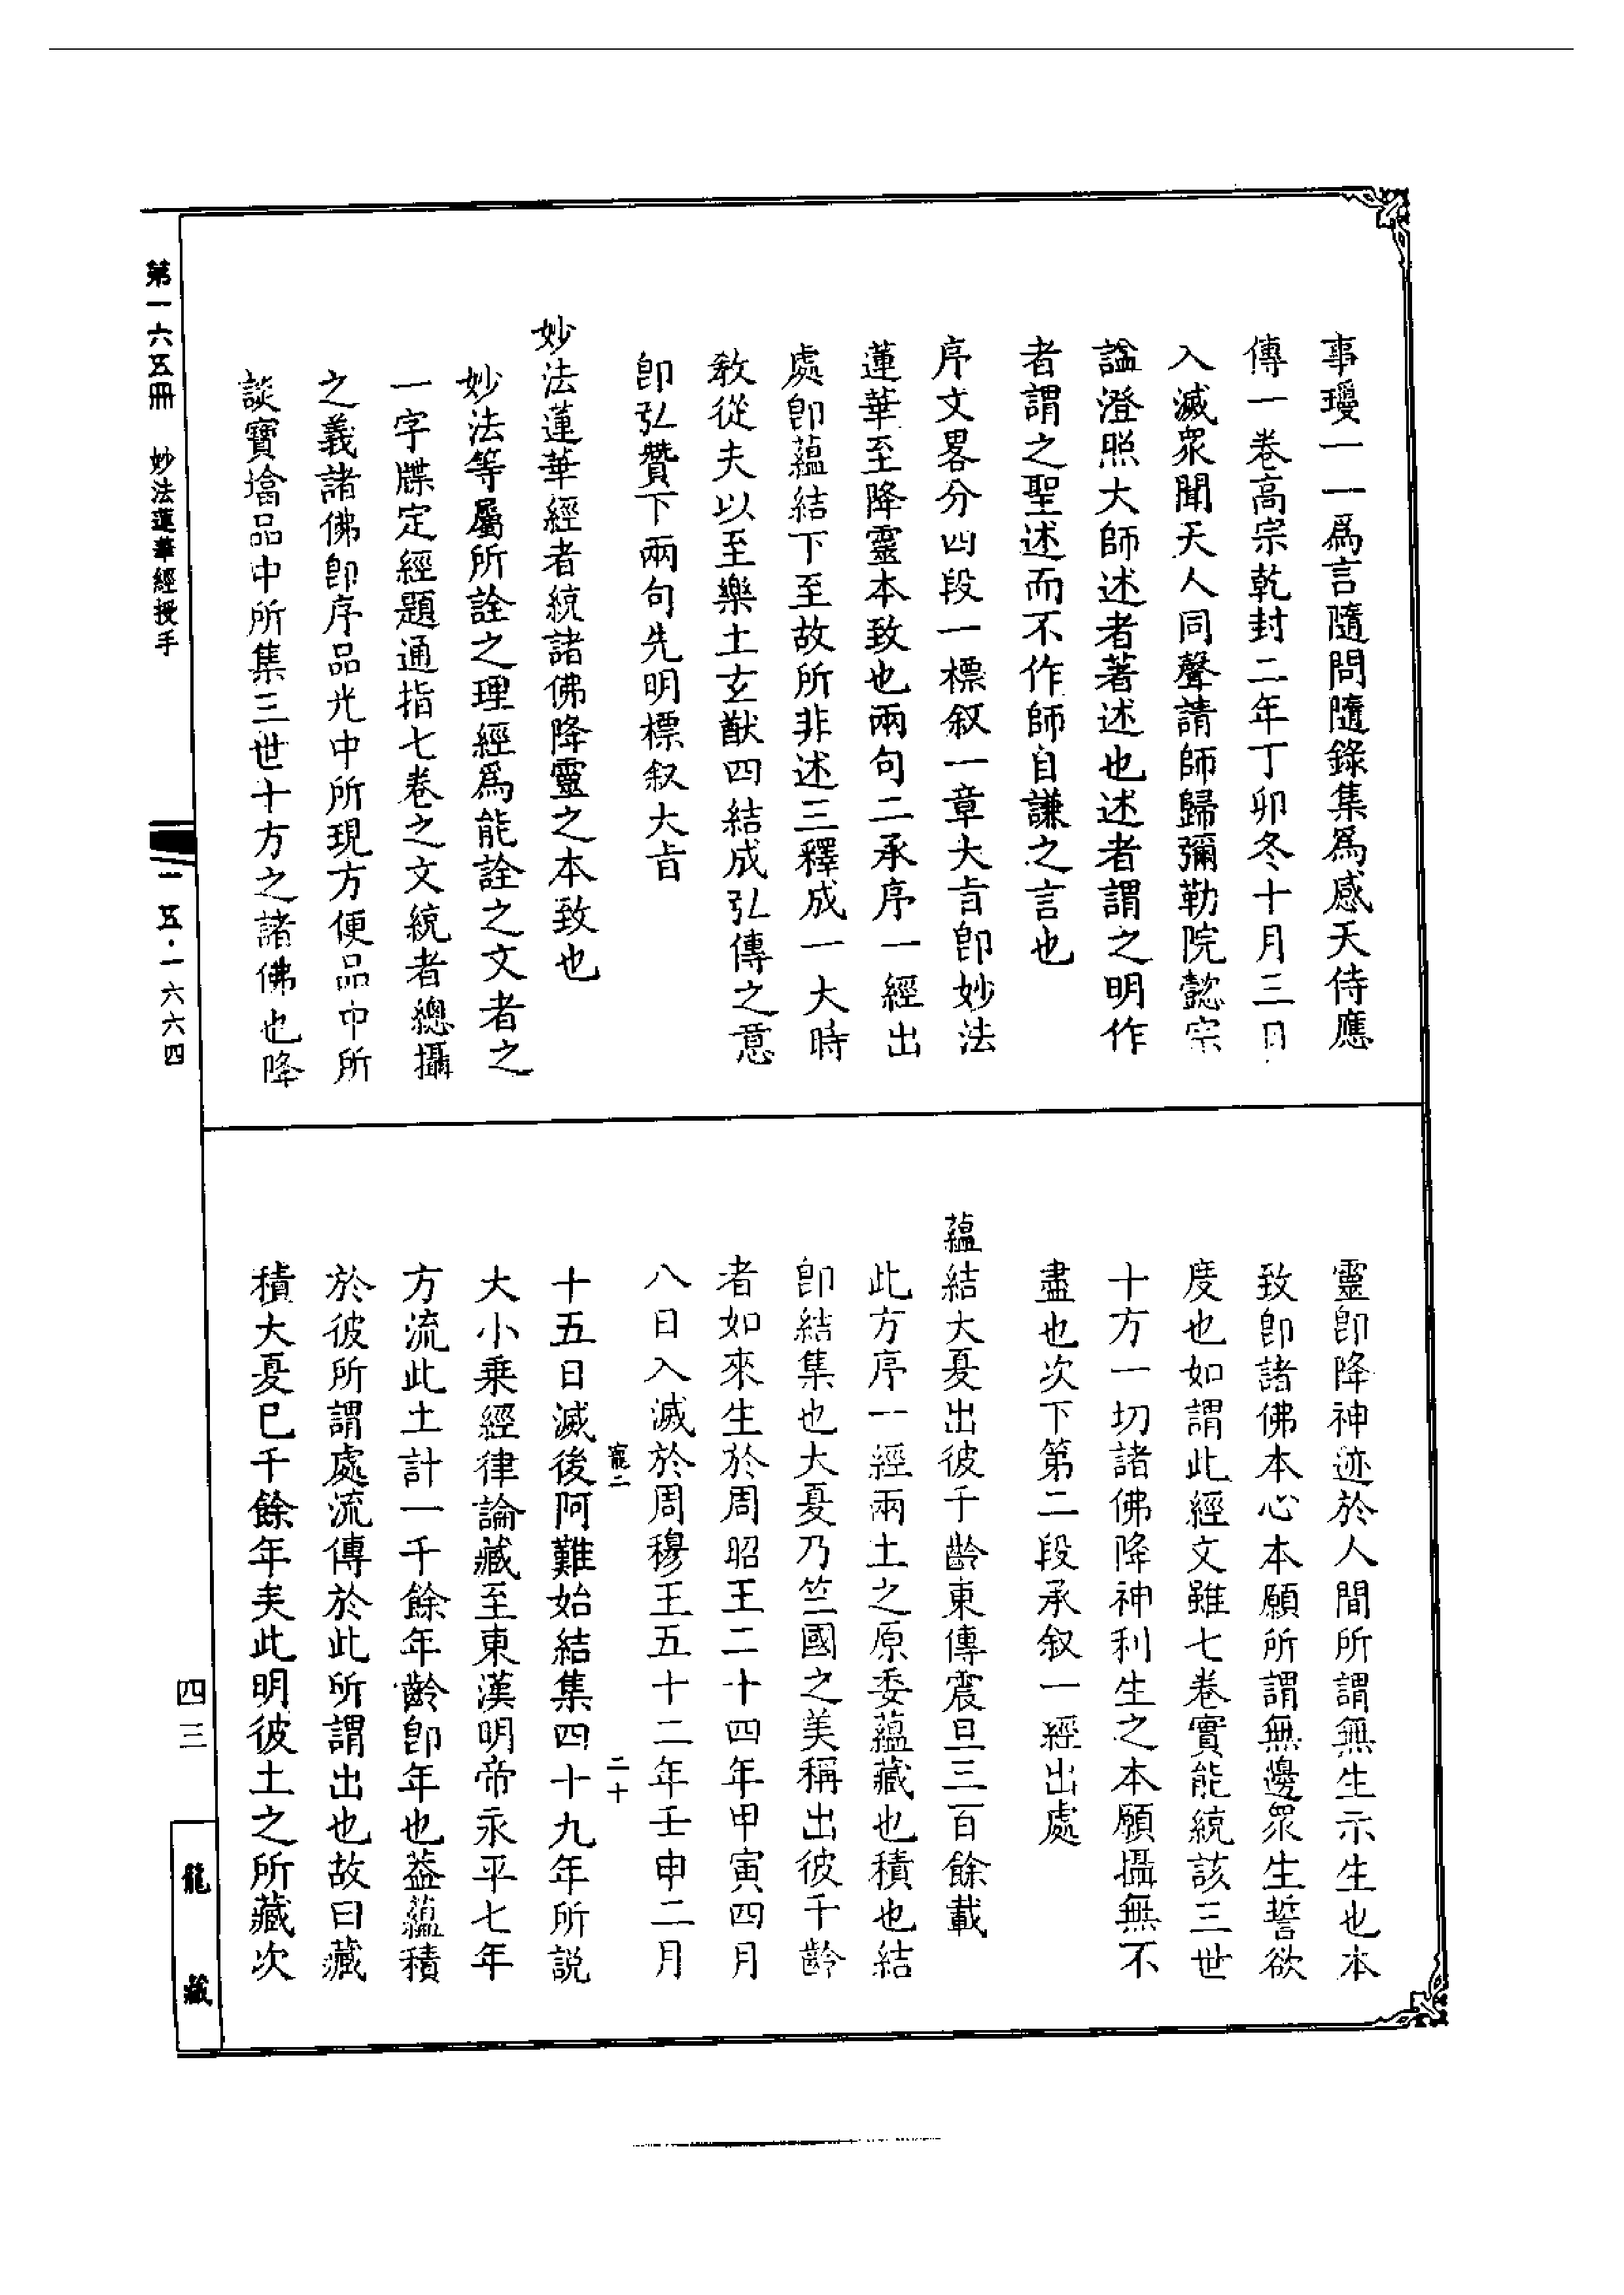 事璦一一爲言隨問隨錄集爲感天侍應
傳一卷高宗乾封二年丁卯冬十月三日
入滅衆聞天人同聲請師歸彌勒院懿宗
謚澄照大師述者著述也述者謂之明作
者謂之聖述而不作師自謙之言也
序文畧分四段一標叙一章大㫖即妙法
蓮華至降靈本致也兩句二承序一經出
處即蘊結下至故所非述三釋成一大時
教從夫以至樂土玄猷四結成弘傳之意
即弘贊下兩句先明標叙大㫖
妙法蓮華經者統諸佛降靈之本致也
妙法等屬所詮之理經爲能詮之文者之
一字牒定經題通指七卷之文統者總攝
之義諸佛即序品光中所現方便品中所
談寶塔品中所集三世十方之諸佛也降
靈即降神迹於人間所謂無生示生也本
致即諸佛本心本願所謂無邊衆生誓欲
度也如謂此經文雖七卷實能統該三世
十方一切諸佛降神利生之本願攝無不
盡也次下第二段承叙一經出處
蘊結大夏出彼千齡東傳震旦三百餘載
此方序一經兩土之原委蘊藏也積也結
即結集也大夏乃竺國之美稱出彼千齡
者如來生於周昭王二十四年甲寅四月
八日入滅於周穆王五十二年壬申二月
寵二 二十
十五日滅後阿難始結集四十九年所説
大小乘經律論藏至東漢明帝永平七年
方流此土計一千餘年齡即年也葢蘊積
於彼所謂處流傳於此所謂出也故曰藏
積大夏巳千餘年矣此明彼土之所藏次
第一六五冊 妙法蓮華經授手
一五·一六六四
四三
龍藏